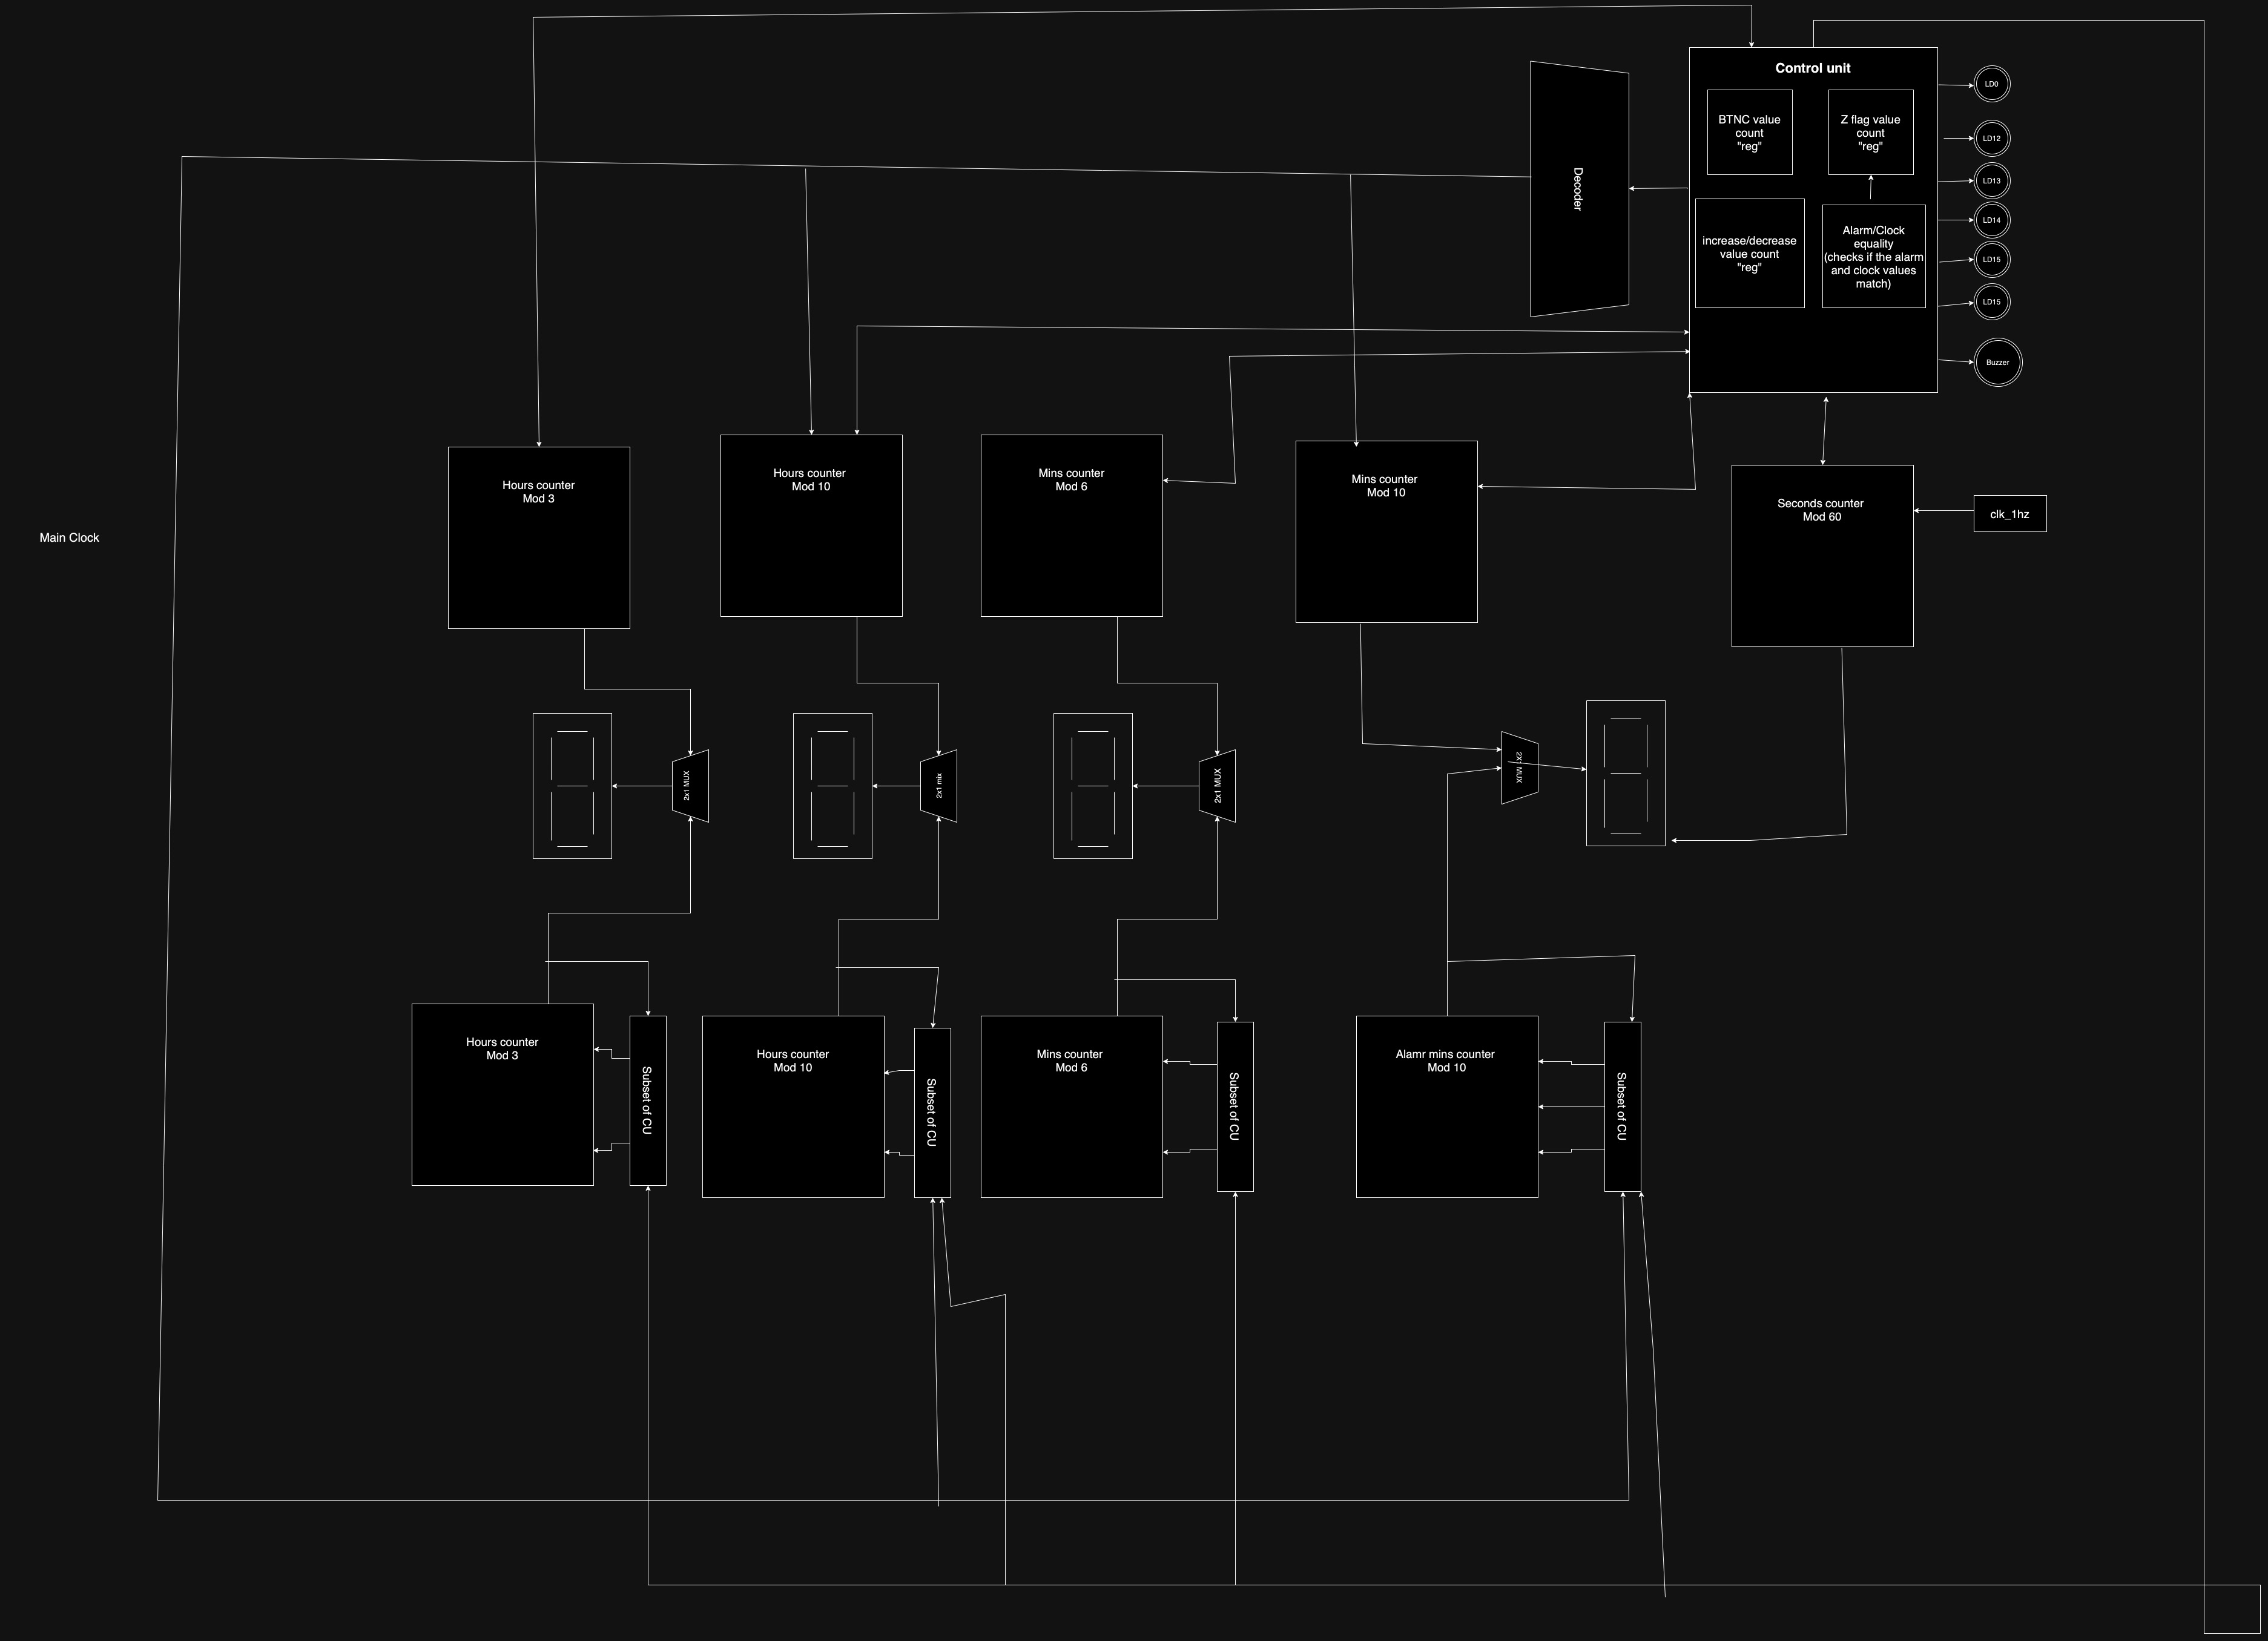 Control unit
BTNC value
count
"reg"
Z flag value
count
"reg"
increase/decrease
value count
"reg"
Alarm/Clock
equality
(checks if the alarm
and clock values
match)
LD0
LD12
LD13
LD14
LD15
LD15
Buzzer
Decoder
Main Clock
Hours counter
Mod 3
Hours counter
Mod 10
Mins counter
Mod 6
Mins counter
Mod 10
Seconds counter
Mod 60
clk_1hz
2x1 MUX
2x1 mix
2x1 MUX
2X1 MUX
Hours counter
Mod 3
Subset of CU
Hours counter
Mod 10
Subset of CU
Mins counter
Mod 6
Subset of CU
Alamr mins counter
Mod 10
Subset of CU